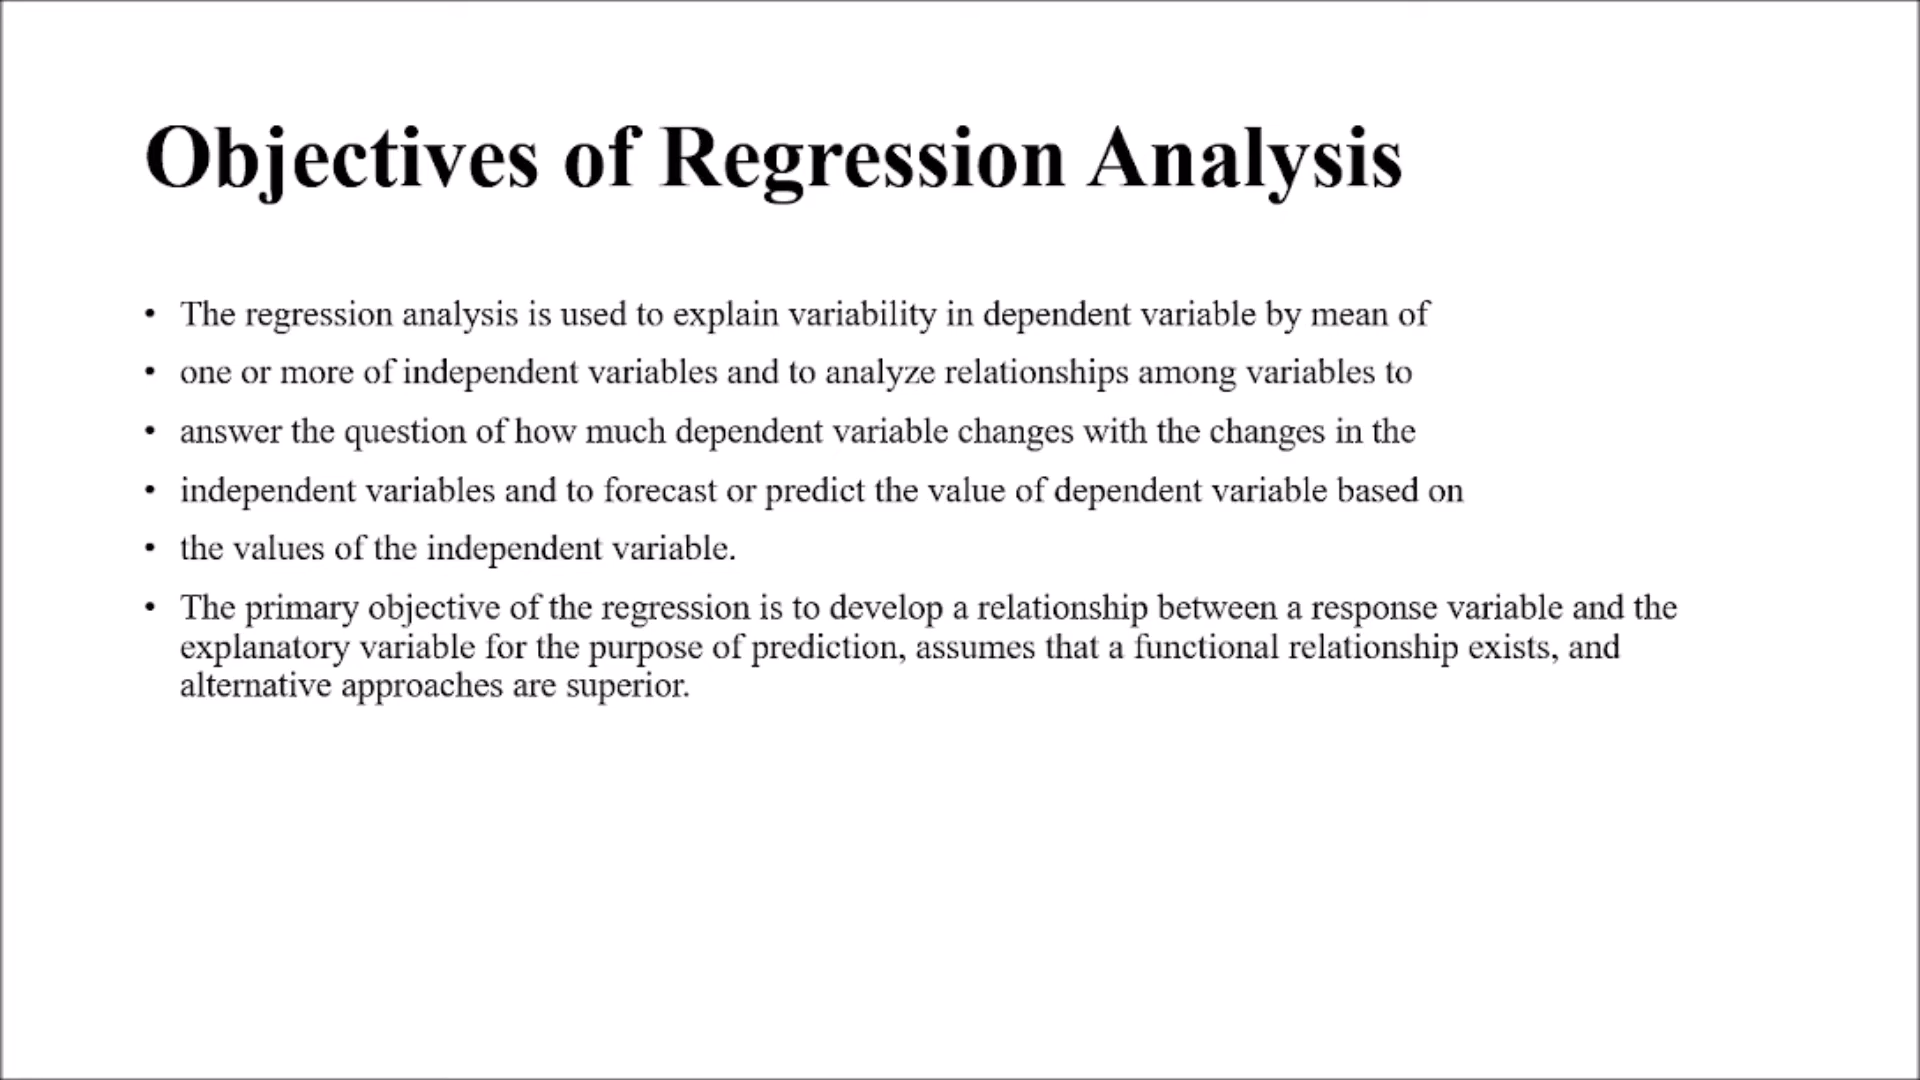 Objectives of Regression Analysis
• The regression analysis is used to explain variability in dependent variable by mean of
• one or more of independent variables and to analyze relationships among variables to
• answer the question of how much dependent variable changes with the changes in the
• independent variables and to forecast or predict the value of dependent variable based on
• the values of the independent variable.
• The primary objective of the regression is to develop a relationship between a response variable and the
explanatory variable for the purpose of prediction, assumes that a functional relationship exists, and
alternative approaches are superior.